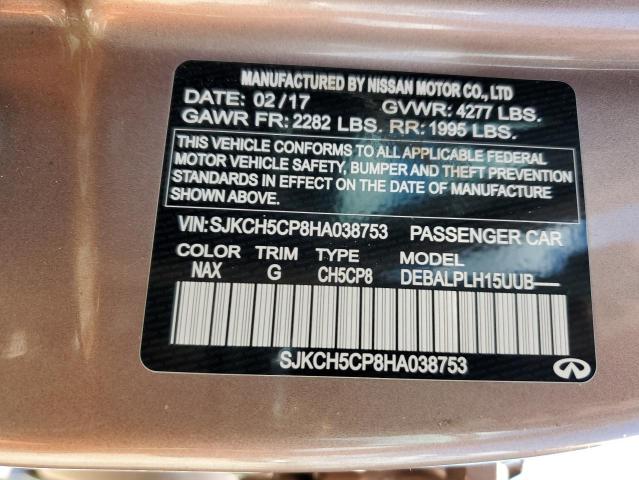 MANUFACTURED BY NISSAN MOTOR CO., LTD
DATE: 02/17 GVWR: 4277 LBS.
GAWR FR: 2282 LBS. RR: 1995 LBS.
THIS VEHICLE CONFORMS TO ALL APPLICABLE FEDERAL
MOTOR VEHICLE SAFETY, BUMPER AND THEFT PREVENTION
STANDARDS IN EFFECT ON THE DATE OF MANUFACTURE
SHOWN ABOVE.
VIN: SJKCH5CP8HA038753 PASSENGER CAR
COLOR TRIM TYPE MODEL
NAX G CH5CP8 DEBALPLH15UUB----
SJKCH5CP8HA038753